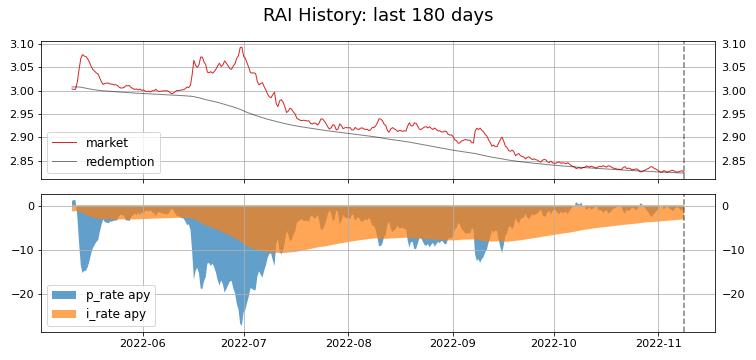 RAI History: last 180 days
3.10 3.10
3.05 3.05
3.00 3.00
2.95 2.95
2.90 2.90
2.85 2.85
market
redemption
0 0
−10 −10
−20 −20
p_rate apy
i_rate apy
2022-06 2022-07 2022-08 2022-09 2022-10 2022-11